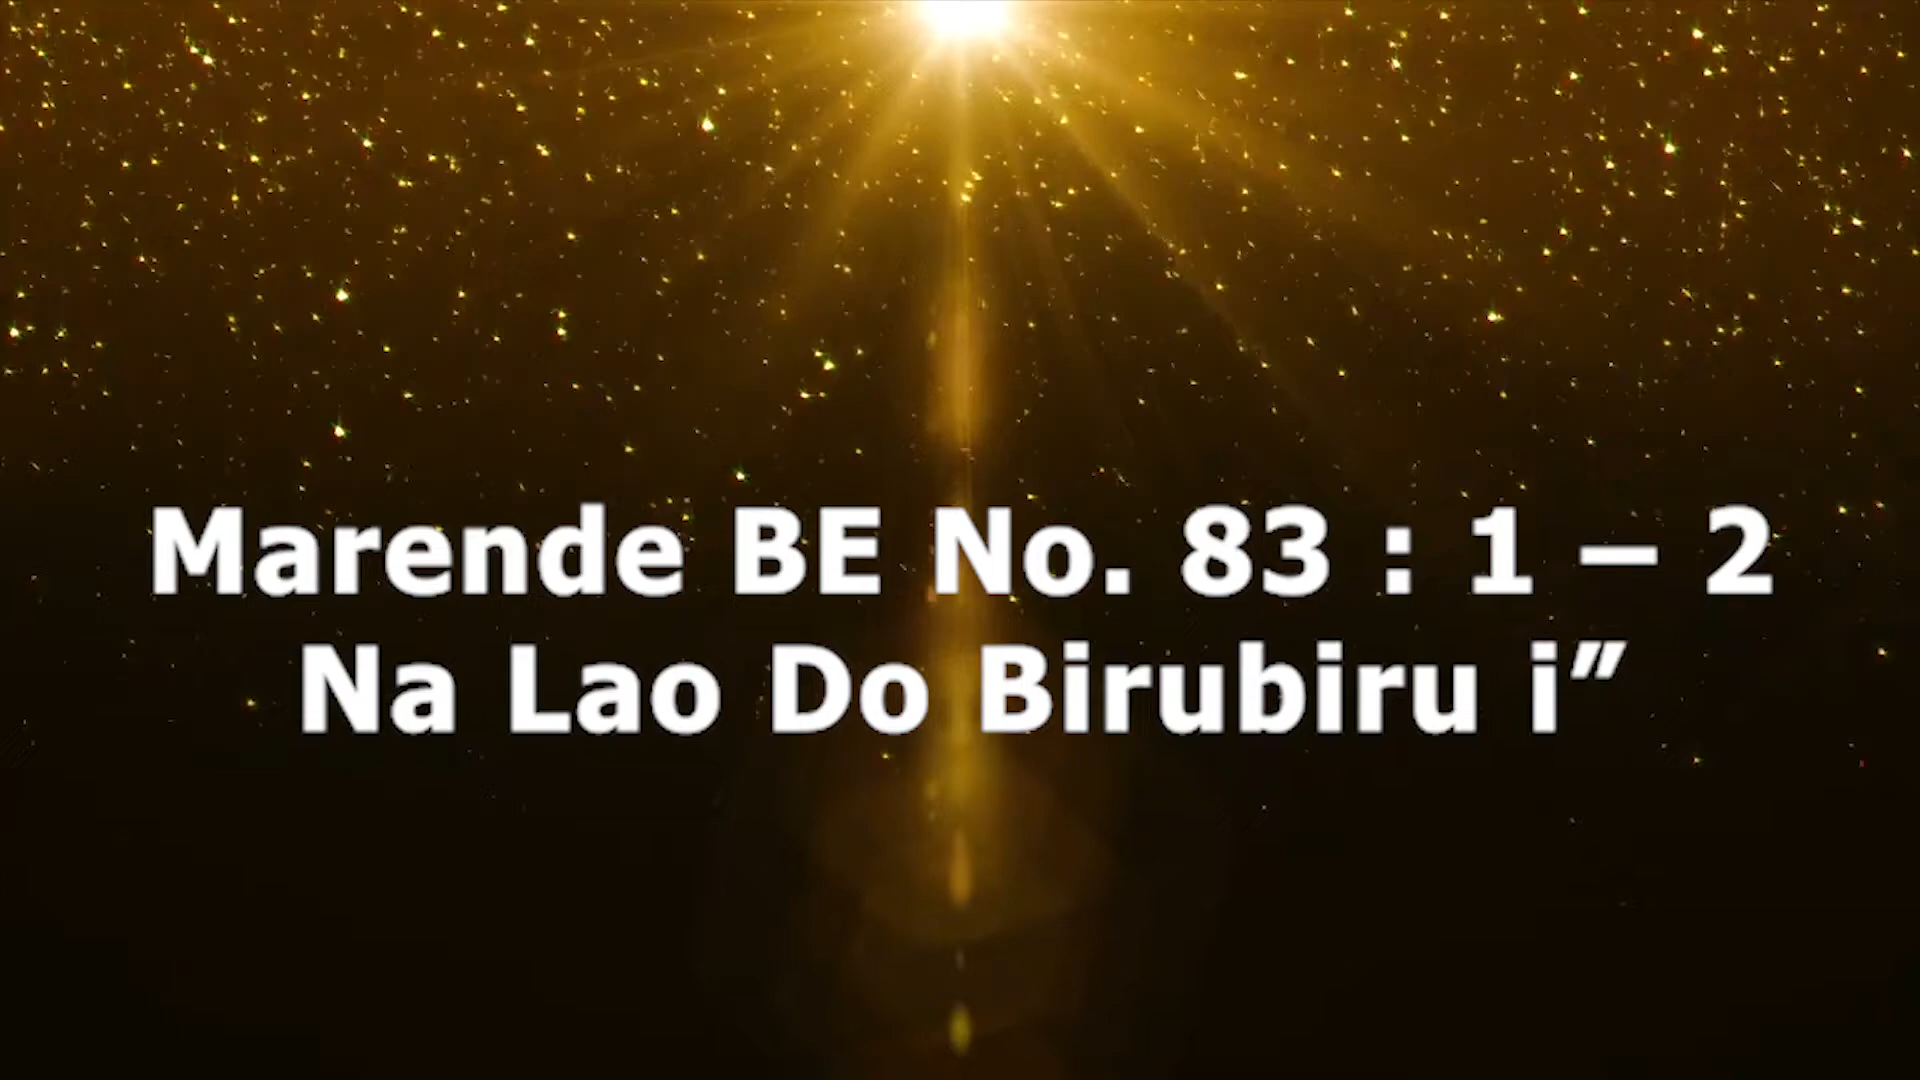 Marende BE No. 83 : 1 – 2
Na Lao Do Birubiru i”